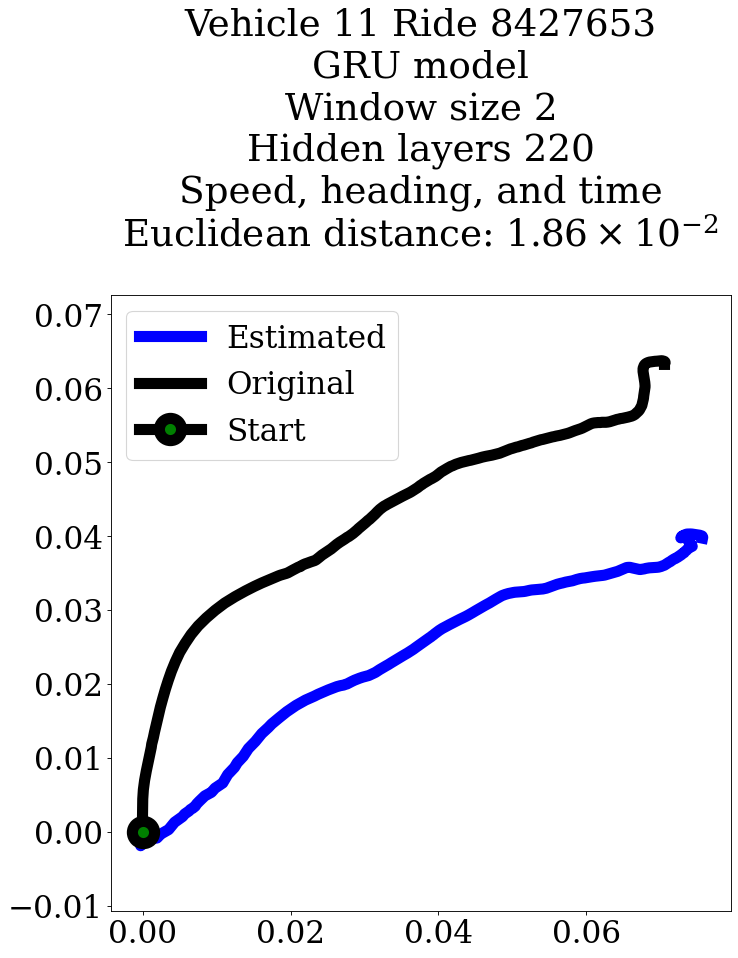 Vehicle 11 Ride 8427653
GRU model
Window size 2
Hidden layers 220
Speed, heading, and time
Euclidean distance: 1.86 × 10⁻²
Estimated
Original
Start
0.07
0.06
0.05
0.04
0.03
0.02
0.01
0.00
−0.01
0.00 0.02 0.04 0.06